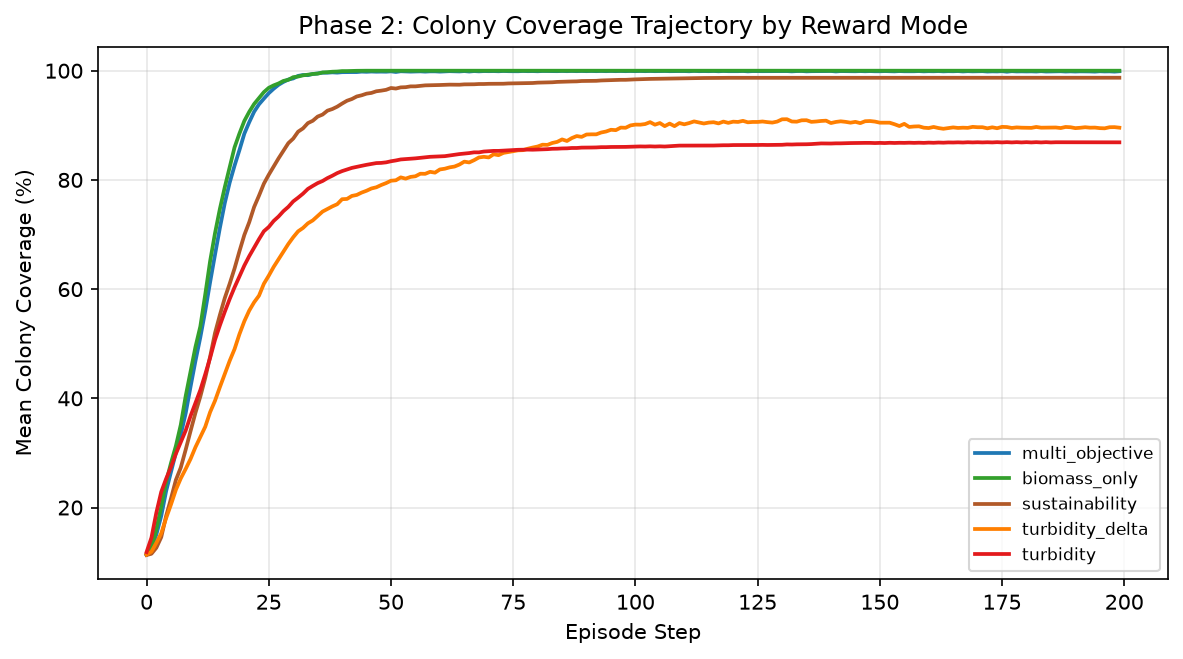 Phase 2: Colony Coverage Trajectory by Reward Mode
Mean Colony Coverage (%)
100
80
60
40
20
0 25 50 75 100 125 150 175 200
Episode Step
multi_objective
biomass_only
sustainability
turbidity_delta
turbidity